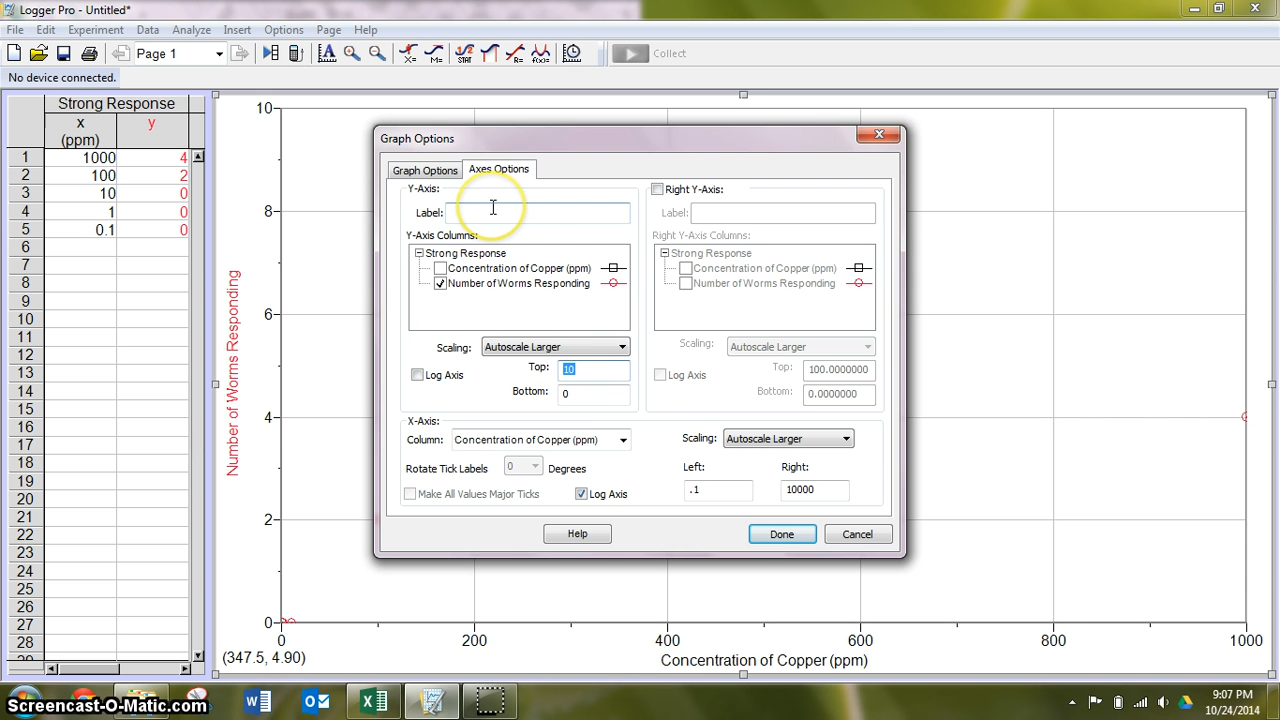 Logger Pro - Untitled*
File Edit Experiment Data Analyze Insert Options Page Help
Page 1
Collect
No device connected.
Strong Response
x y
(ppm)
1 1000 4
2 100 2
3 10 0
4 1 0
5 0.1 0
6
7
8
9
10
11
12
13
14
15
16
17
18
19
20
21
22
23
24
25
26
27
28
10
8
6
4
2
0
Number of Worms Responding
0 200 400 600 800 1000
(347.5, 4.90)
Concentration of Copper (ppm)
Graph Options
Graph Options Axes Options
Y-Axis:
Label:
Y-Axis Columns:
Strong Response
Concentration of Copper (ppm)
Number of Worms Responding
Scaling: Autoscale Larger
Log Axis
Top: 10
Bottom: 0
Right Y-Axis:
Label:
Right Y-Axis Columns:
Strong Response
Concentration of Copper (ppm)
Number of Worms Responding
Scaling: Autoscale Larger
Log Axis
Top: 100.0000000
Bottom: 0.0000000
X-Axis:
Column: Concentration of Copper (ppm)
Scaling: Autoscale Larger
Rotate Tick Labels 0 Degrees
Left: Right:
Make All Values Major Ticks Log Axis
.1 10000
Help Done Cancel
Screencast-O-Matic.com
9:07 PM
10/24/2014